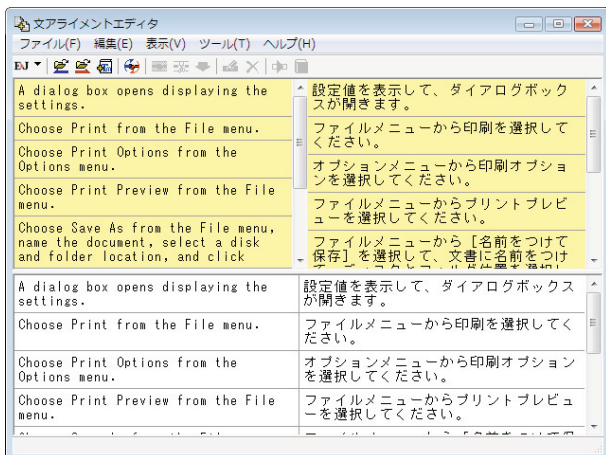 文アライメントエディタ
ファイル(F) 編集(E) 表示(V) ツール(T) ヘルプ(H)
EJ
A dialog box opens displaying the
settings.
Choose Print from the File menu.
Choose Print Options from the
Options menu.
Choose Print Preview from the File
menu.
Choose Save As from the File menu,
name the document, select a disk
and folder location, and click
設定値を表示して、ダイアログボック
スが開きます。
ファイルメニューから印刷を選択して
ください。
オプションメニューから印刷オプショ
ンを選択してください。
ファイルメニューからプリントプレビ
ューを選択してください。
ファイルメニューから [名前をつけて
保存] を選択して、文書に名前をつけ
A dialog box opens displaying the
settings.
設定値を表示して、ダイアログボックス
が開きます。
Choose Print from the File menu.
ファイルメニューから印刷を選択してく
ださい。
Choose Print Options from the
Options menu.
オプションメニューから印刷オプション
を選択してください。
Choose Print Preview from the File
menu.
ファイルメニューからプリントプレビュ
ーを選択してください。